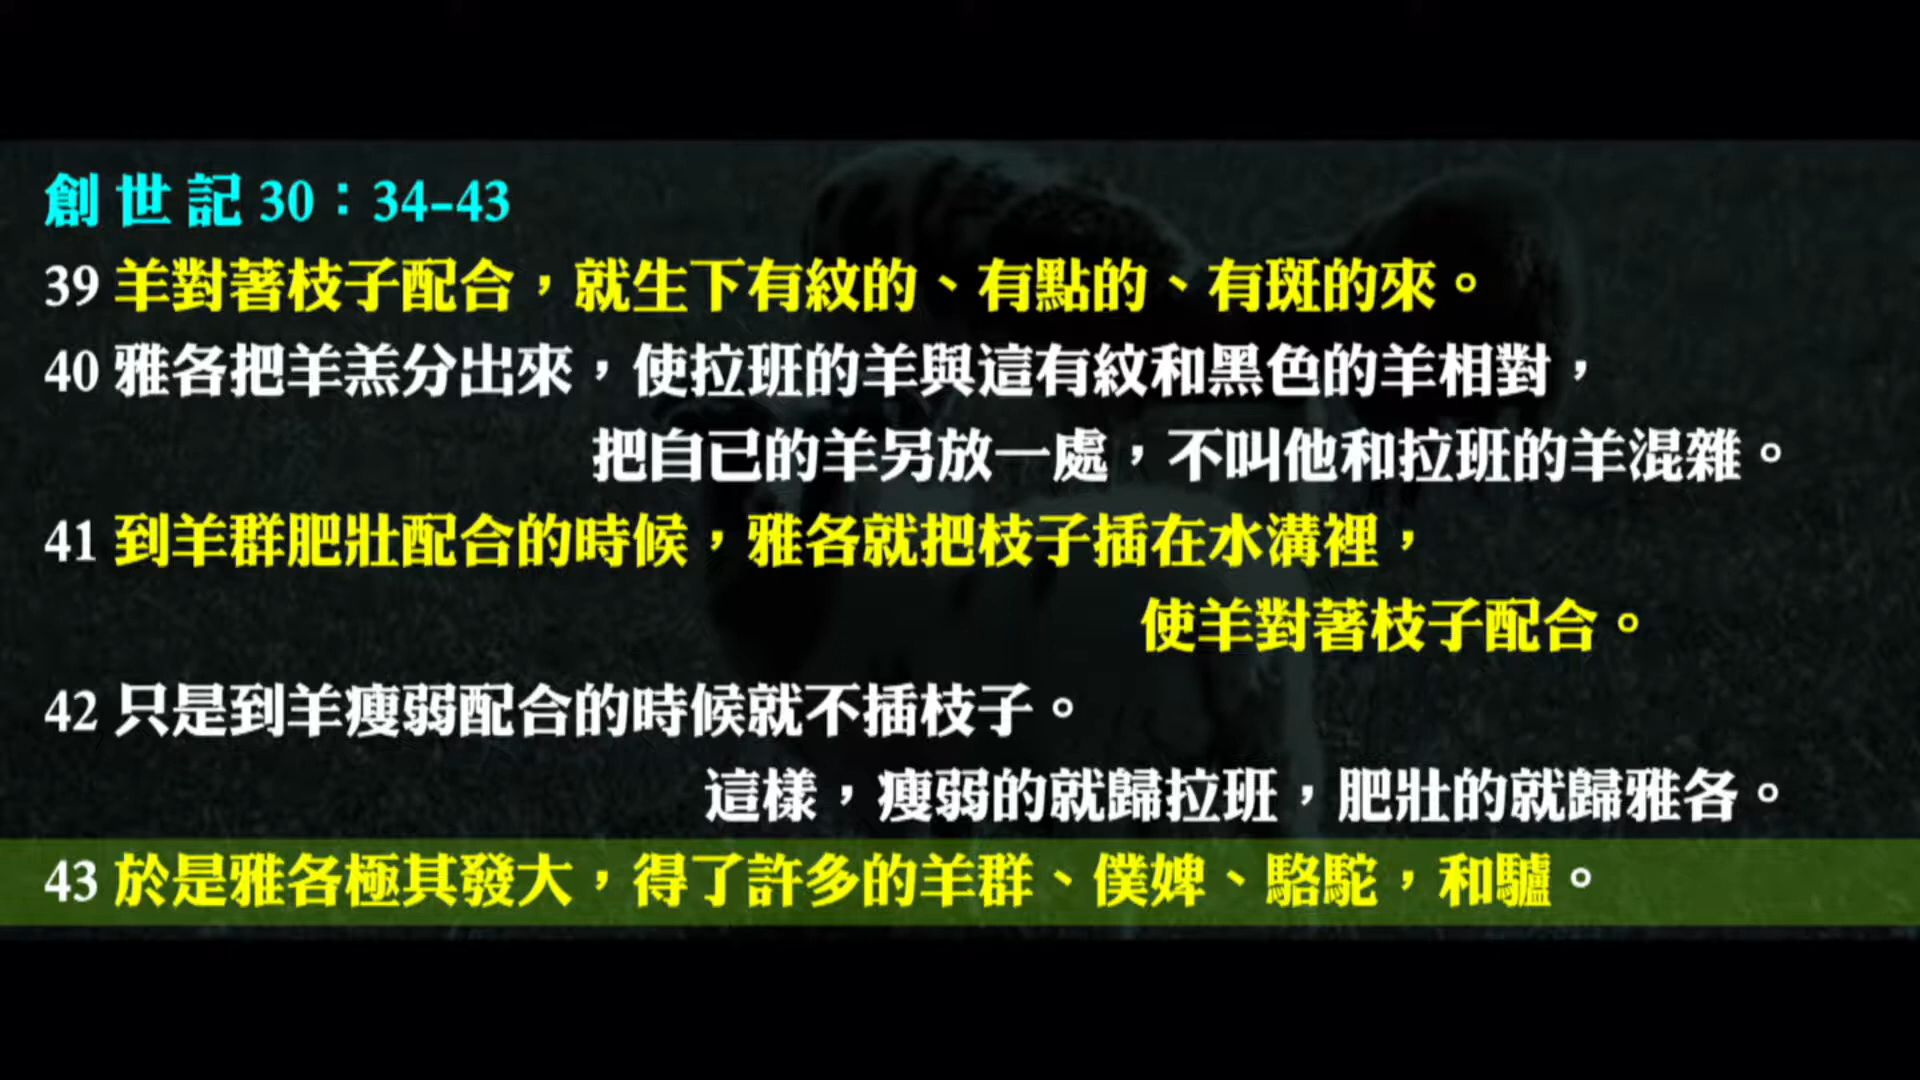 創世記30：34-43
39 羊對著枝子配合，就生下有紋的、有點的、有斑的來。
40 雅各把羊羔分出來，使拉班的羊與這有紋和黑色的羊相對，
把自己的羊另放一處，不叫他和拉班的羊混雜。
41 到羊群肥壯配合的時候，雅各就把枝子插在水溝裡，
使羊對著枝子配合。
42 只是到羊瘦弱配合的時候就不插枝子。
這樣，瘦弱的就歸拉班，肥壯的就歸雅各。
43 於是雅各極其發大，得了許多的羊群、僕婢、駱駝，和驢。